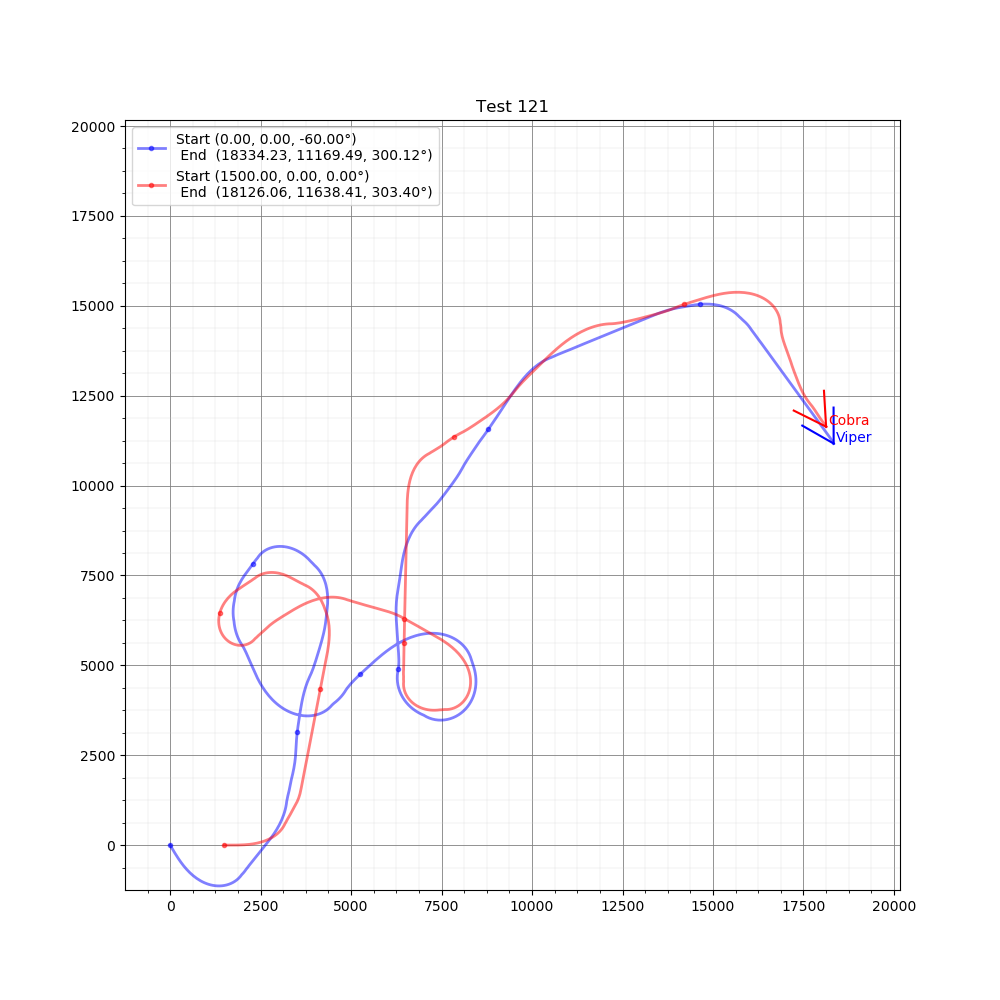 Test 121
20000
17500
15000
12500
10000
7500
5000
2500
0
Start (0.00, 0.00, -60.00°)
End (18334.23, 11169.49, 300.12°)
Start (1500.00, 0.00, 0.00°)
End (18126.06, 11638.41, 303.40°)
Cobra
Viper
0 2500 5000 7500 10000 12500 15000 17500 20000